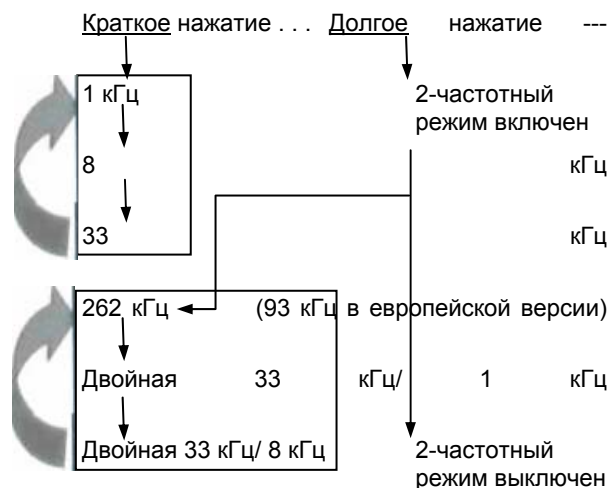 Краткое нажатие . . . Долгое нажатие ---
1 кГц
2-частотный
режим включен
8 кГц
33 кГц
262 кГц (93 кГц в европейской версии)
Двойная 33 кГц/ 1 кГц
Двойная 33 кГц/ 8 кГц
2-частотный
режим выключен